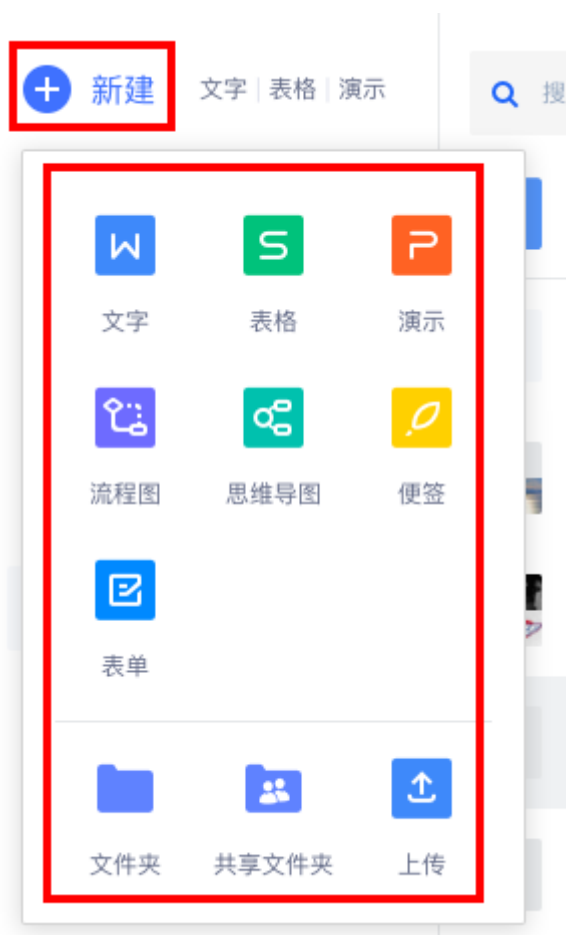 新建 文字 表格 演示 搜
文字 表格 演示
流程图 思维导图 便签
表单
文件夹 共享文件夹 上传